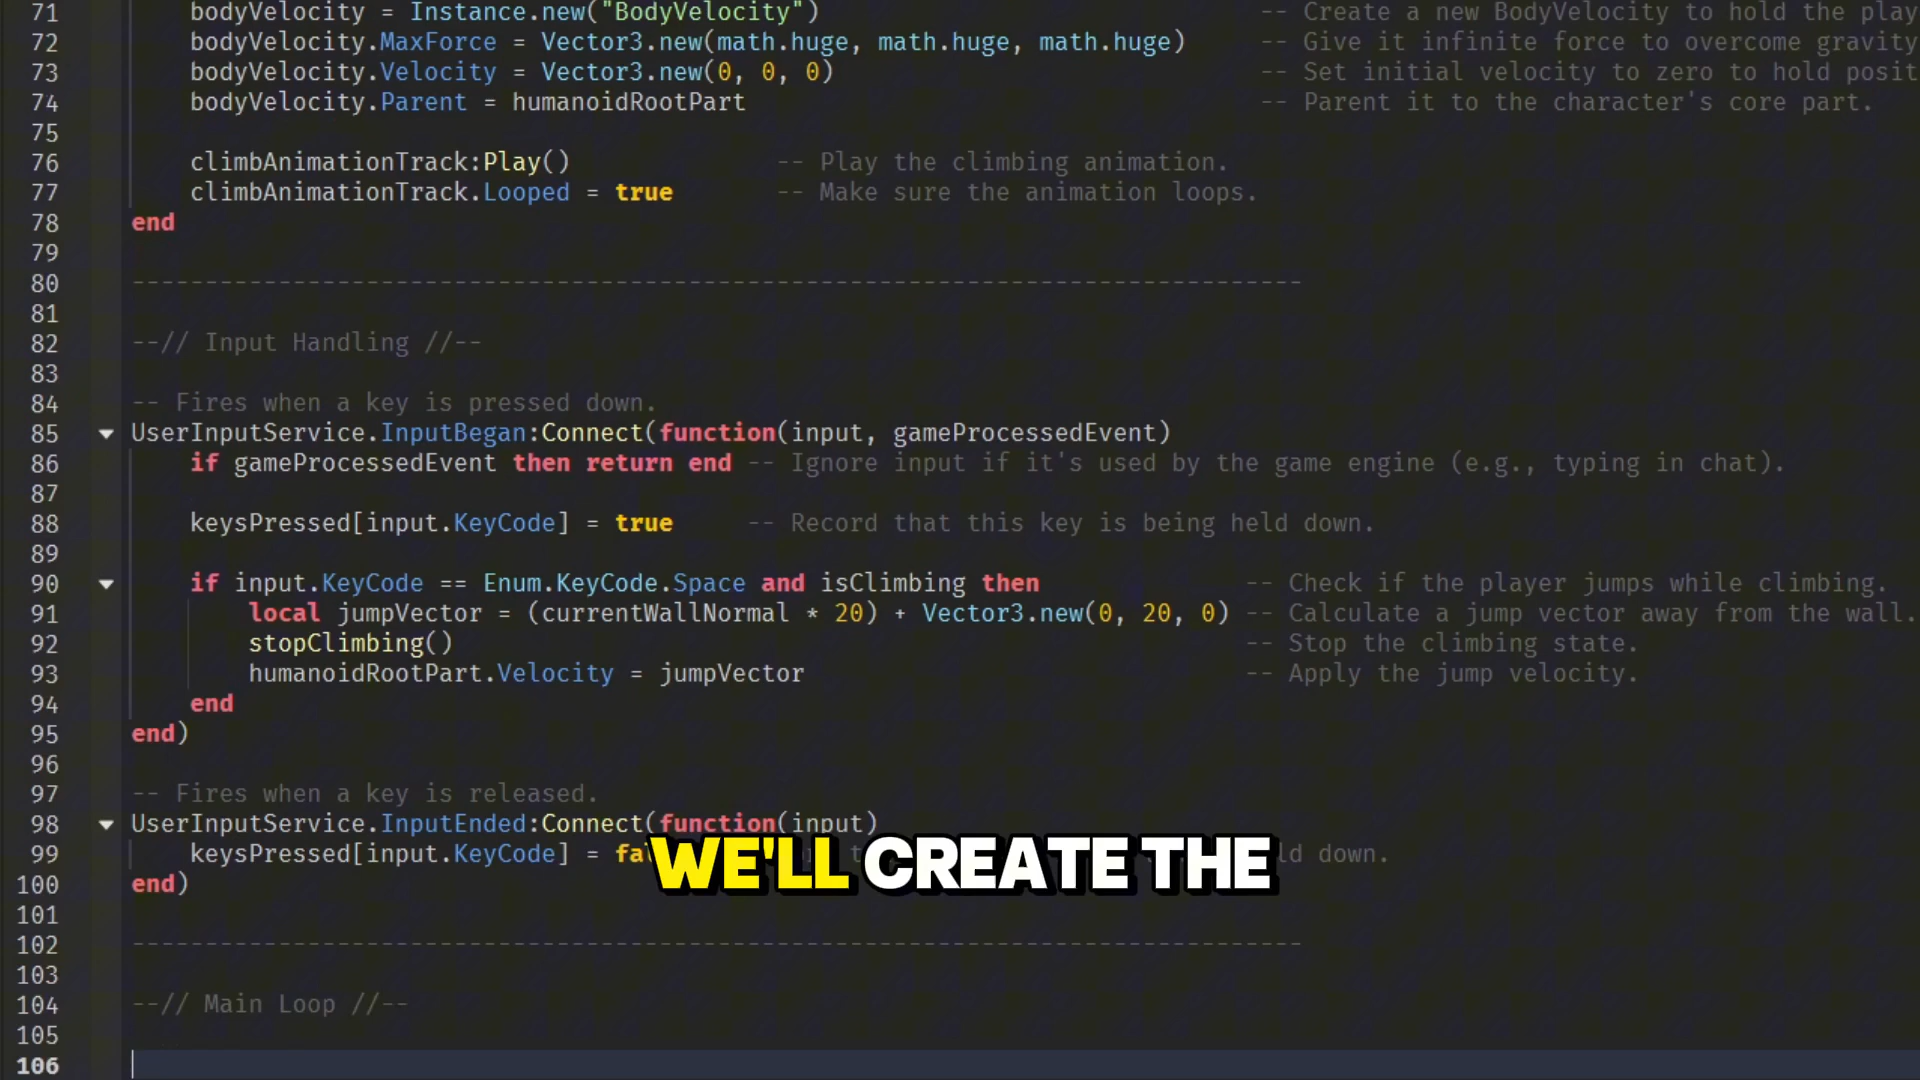 71 bodyVelocity = Instance.new("BodyVelocity") -- Create a new BodyVelocity to hold the play
72 bodyVelocity.MaxForce = Vector3.new(math.huge, math.huge, math.huge) -- Give it infinite force to overcome gravity
73 bodyVelocity.Velocity = Vector3.new(0, 0, 0) -- Set initial velocity to zero to hold posit
74 bodyVelocity.Parent = humanoidRootPart -- Parent it to the character's core part.
75
76 climbAnimationTrack:Play() -- Play the climbing animation.
77 climbAnimationTrack.Looped = true -- Make sure the animation loops.
78 end
79
80 --------------------------------------------------------------------------------
81
82 --// Input Handling //--
83
84 -- Fires when a key is pressed down.
85 UserInputService.InputBegan:Connect(function(input, gameProcessedEvent)
86 if gameProcessedEvent then return end -- Ignore input if it's used by the game engine (e.g., typing in chat).
87
88 keysPressed[input.KeyCode] = true -- Record that this key is being held down.
89
90 if input.KeyCode == Enum.KeyCode.Space and isClimbing then -- Check if the player jumps while climbing.
91 local jumpVector = (currentWallNormal * 20) + Vector3.new(0, 20, 0) -- Calculate a jump vector away from the wall.
92 stopClimbing() -- Stop the climbing state.
93 humanoidRootPart.Velocity = jumpVector -- Apply the jump velocity.
94 end
95 end)
96
97 -- Fires when a key is released.
98 UserInputService.InputEnded:Connect(function(input)
99 keysPressed[input.KeyCode] = fa ld down.
WE'LL CREATE THE
100 end)
101
102 --------------------------------------------------------------------------------
103
104 --// Main Loop //--
105
106